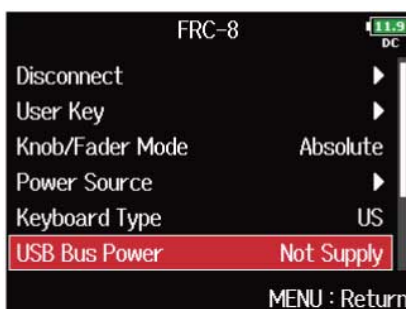 FRC-8
11.9
DC
Disconnect
User Key
Knob/Fader Mode Absolute
Power Source
Keyboard Type US
USB Bus Power Not Supply
MENU : Return